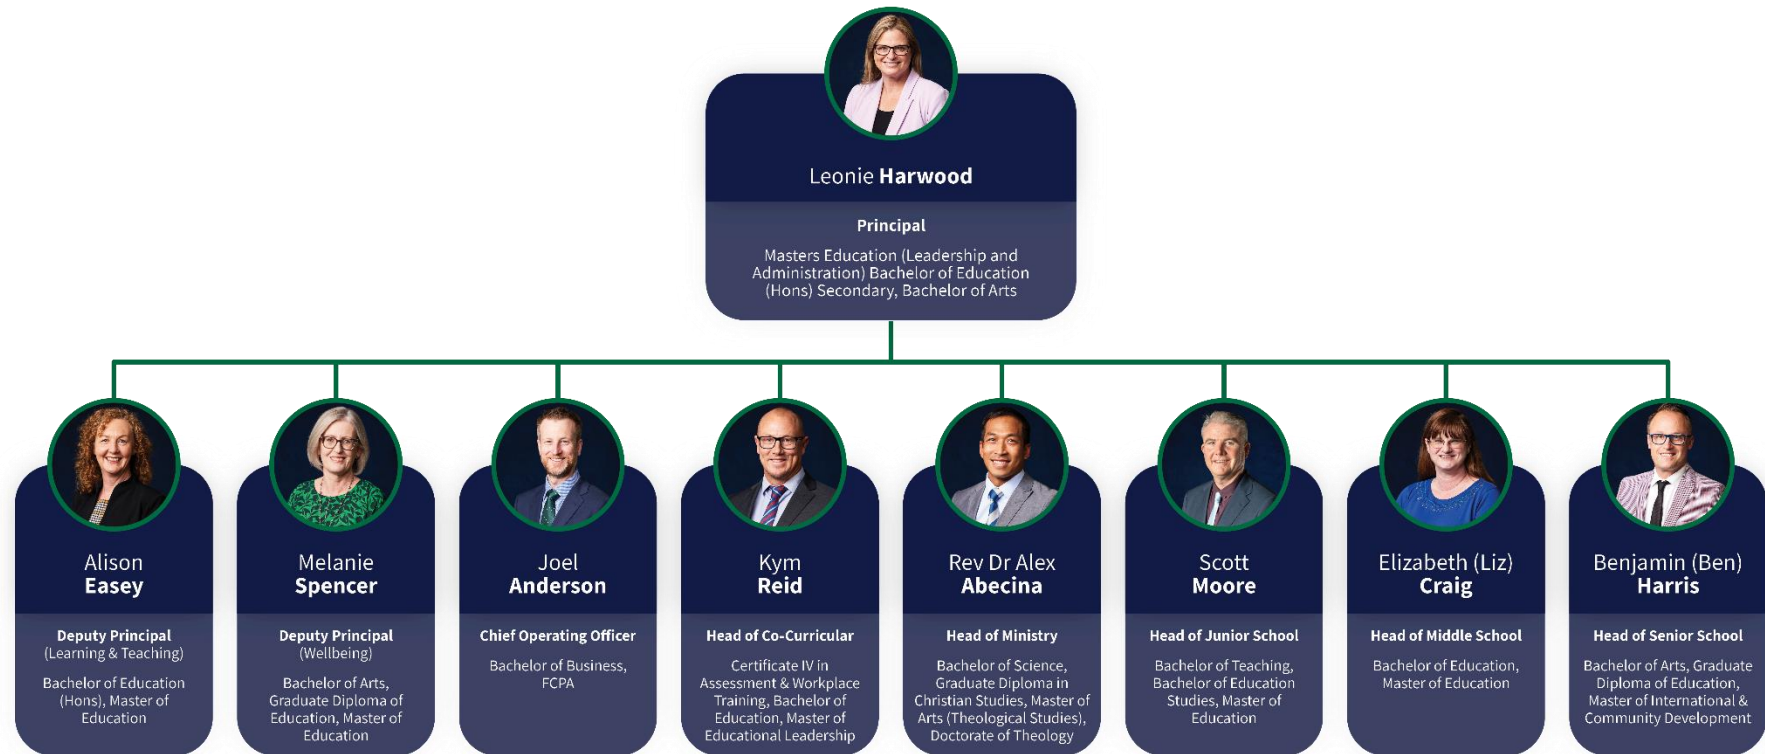 Leonie Harwood
Principal
Masters Education (Leadership and
Administration) Bachelor of Education
(Hons) Secondary, Bachelor of Arts
Alison
Easey
Deputy Principal
(Learning & Teaching)
Bachelor of Education
(Hons), Master of
Education
Melanie
Spencer
Deputy Principal
(Wellbeing)
Bachelor of Arts,
Graduate Diploma of
Education, Master of
Education
Joel
Anderson
Chief Operating Officer
Bachelor of Business,
FCPA
Kym
Reid
Head of Co-Curricular
Certificate IV in
Assessment & Workplace
Training, Bachelor of
Education, Master of
Educational Leadership
Rev Dr Alex
Abecina
Head of Ministry
Bachelor of Science,
Graduate Diploma in
Christian Studies, Master of
Arts (Theological Studies),
Doctorate of Theology
Scott
Moore
Head of Junior School
Bachelor of Teaching,
Bachelor of Education
Studies, Master of
Education
Elizabeth (Liz)
Craig
Head of Middle School
Bachelor of Education,
Master of Education
Benjamin (Ben)
Harris
Head of Senior School
Bachelor of Arts, Graduate
Diploma of Education,
Master of International &
Community Development